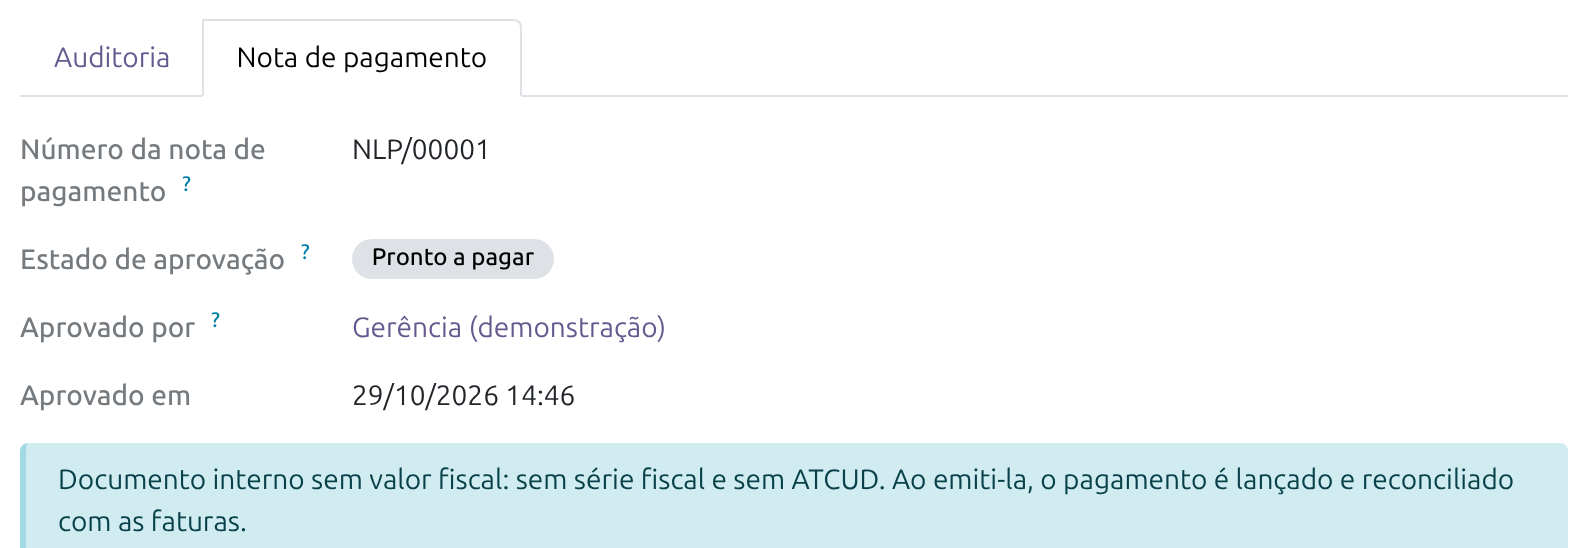 Auditoria
Nota de pagamento
Número da nota de
pagamento ?
NLP/00001
Estado de aprovação ?
Pronto a pagar
Aprovado por ?
Gerência (demonstração)
Aprovado em
29/10/2026 14:46
Documento interno sem valor fiscal: sem série fiscal e sem ATCUD. Ao emiti-la, o pagamento é lançado e reconciliado
com as faturas.